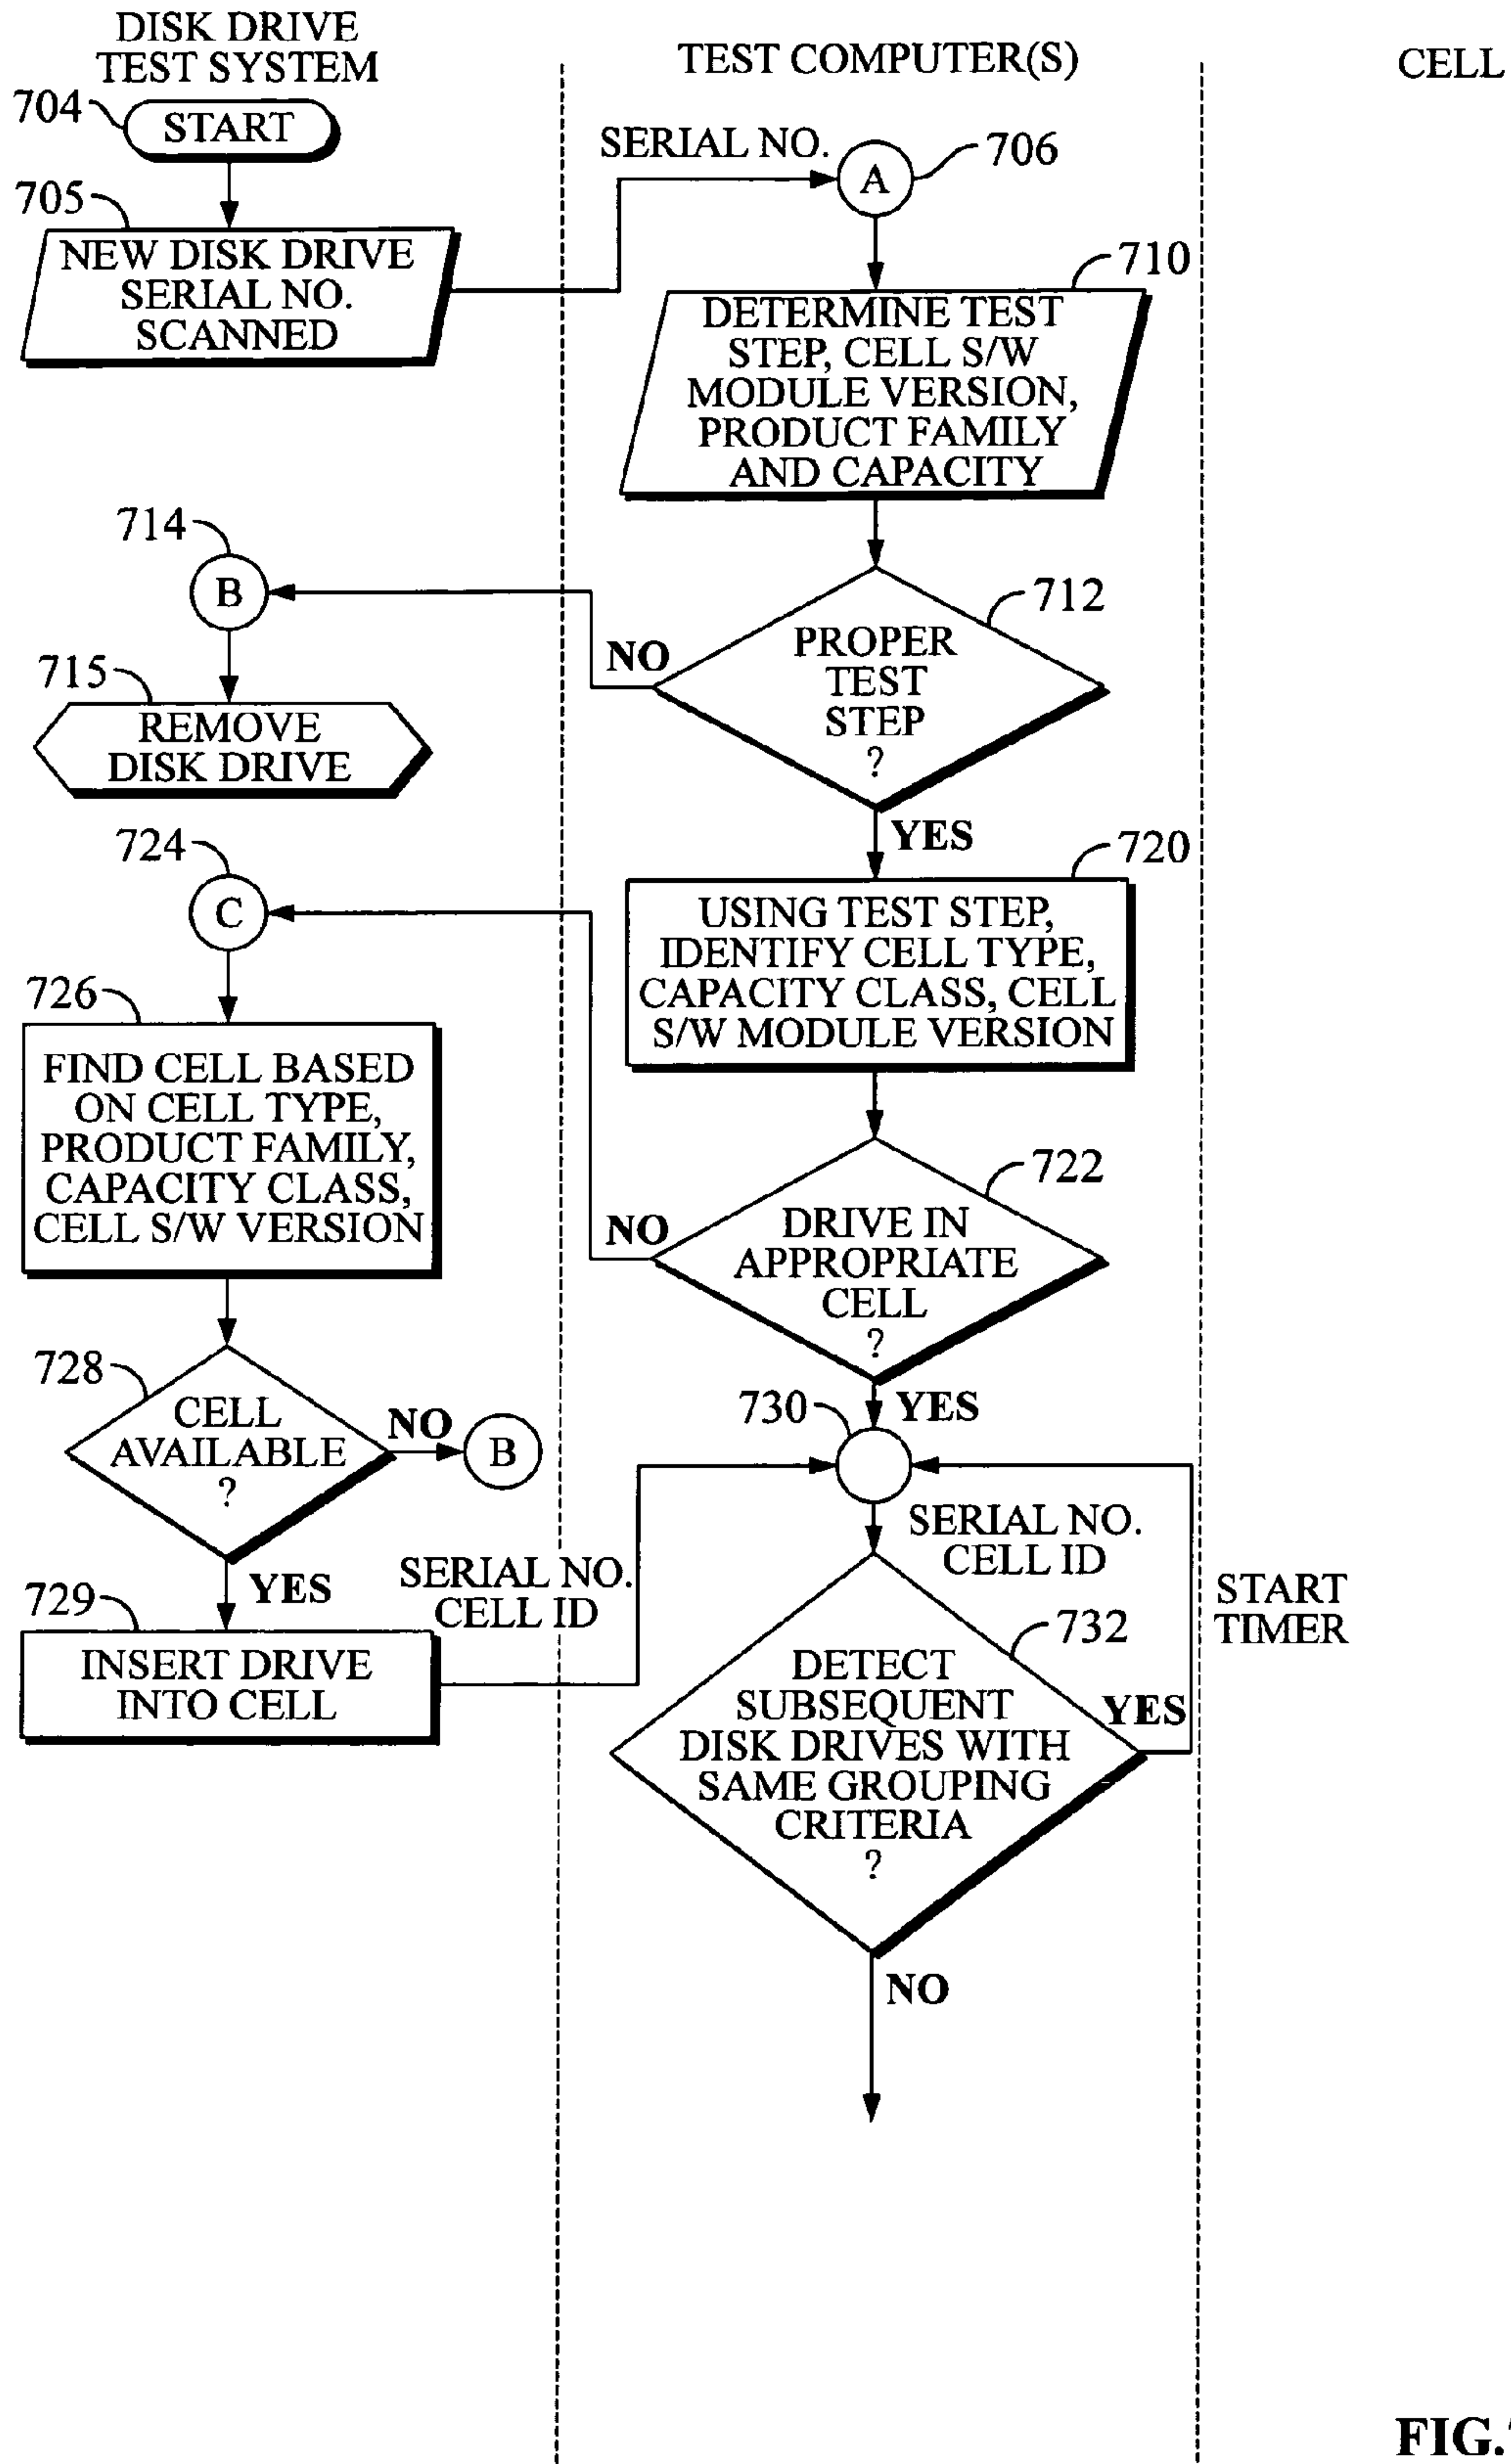 DISK DRIVE
TEST SYSTEM
TEST COMPUTER(S)
CELL
704
START
SERIAL NO.
A
706
705
NEW DISK DRIVE
SERIAL NO.
SCANNED
710
DETERMINE TEST
STEP, CELL S/W
MODULE VERSION,
PRODUCT FAMILY
AND CAPACITY
714
B
712
PROPER
TEST
STEP
?
NO
YES
715
REMOVE
DISK DRIVE
724
C
720
USING TEST STEP,
IDENTIFY CELL TYPE,
CAPACITY CLASS, CELL
S/W MODULE VERSION
726
FIND CELL BASED
ON CELL TYPE,
PRODUCT FAMILY,
CAPACITY CLASS,
CELL S/W VERSION
722
DRIVE IN
APPROPRIATE
CELL
?
NO
YES
728
CELL
AVAILABLE
?
NO
B
YES
730
SERIAL NO.
CELL ID
729
INSERT DRIVE
INTO CELL
SERIAL NO.
CELL ID
START
TIMER
732
DETECT
SUBSEQUENT
DISK DRIVES WITH
SAME GROUPING
CRITERIA
?
YES
NO
FIG.